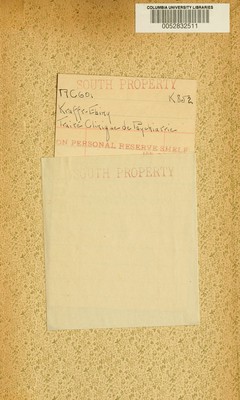 COLUMBIA UNIVERSITY LIBRARIES
0052832511
SOUTH PROPERTY
RC601 K852
Krafft-Ebing
Traité Clinique de Psychiatrie
ON PERSONAL RESERVE SHELF
SOUTH PROPERTY